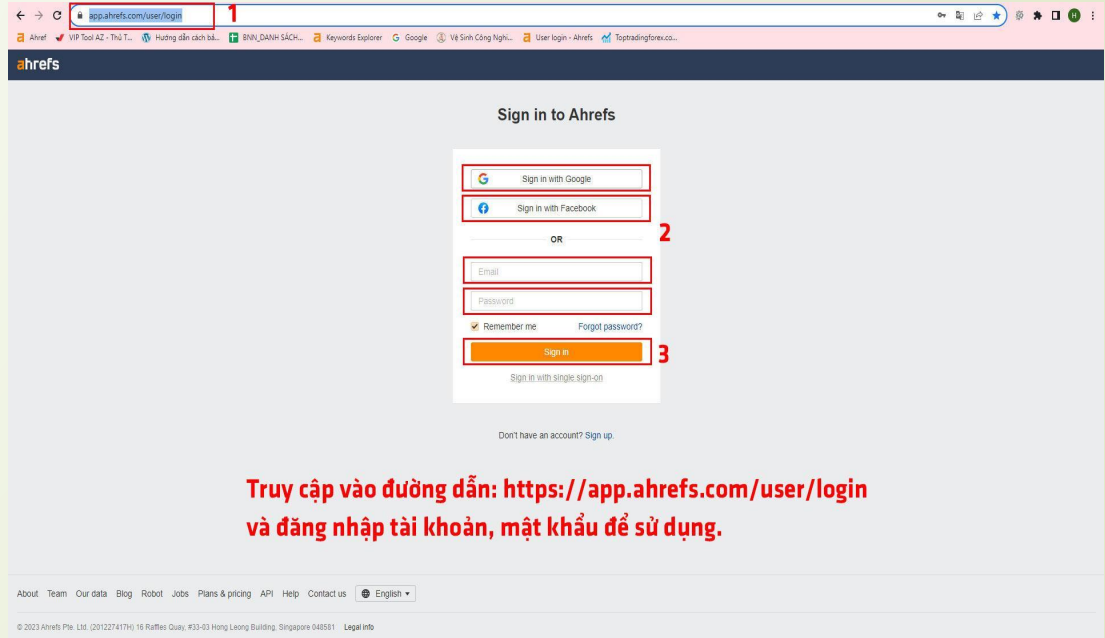 app.ahrefs.com/user/login
1
Ahref VIP Tool AZ - Thủ T... Hướng dẫn cách bá... BNN_DANH SÁCH... Keywords Explorer Google Vệ Sinh Công Nghi... User login - Ahrefs Toptradingforex.co...
H
ahrefs
Sign in to Ahrefs
Sign in with Google
Sign in with Facebook
2
OR
Email
Password
Remember me Forgot password?
Sign in 3
Sign in with single sign-on
Don't have an account? Sign up.
Truy cập vào đường dẫn: https://app.ahrefs.com/user/login
và đăng nhập tài khoản, mật khẩu để sử dụng.
About Team Our data Blog Robot Jobs Plans & pricing API Help Contact us English
© 2023 Ahrefs Pte. Ltd. (201227417H) 16 Raffles Quay, #33-03 Hong Leong Building, Singapore 048581 Legal info